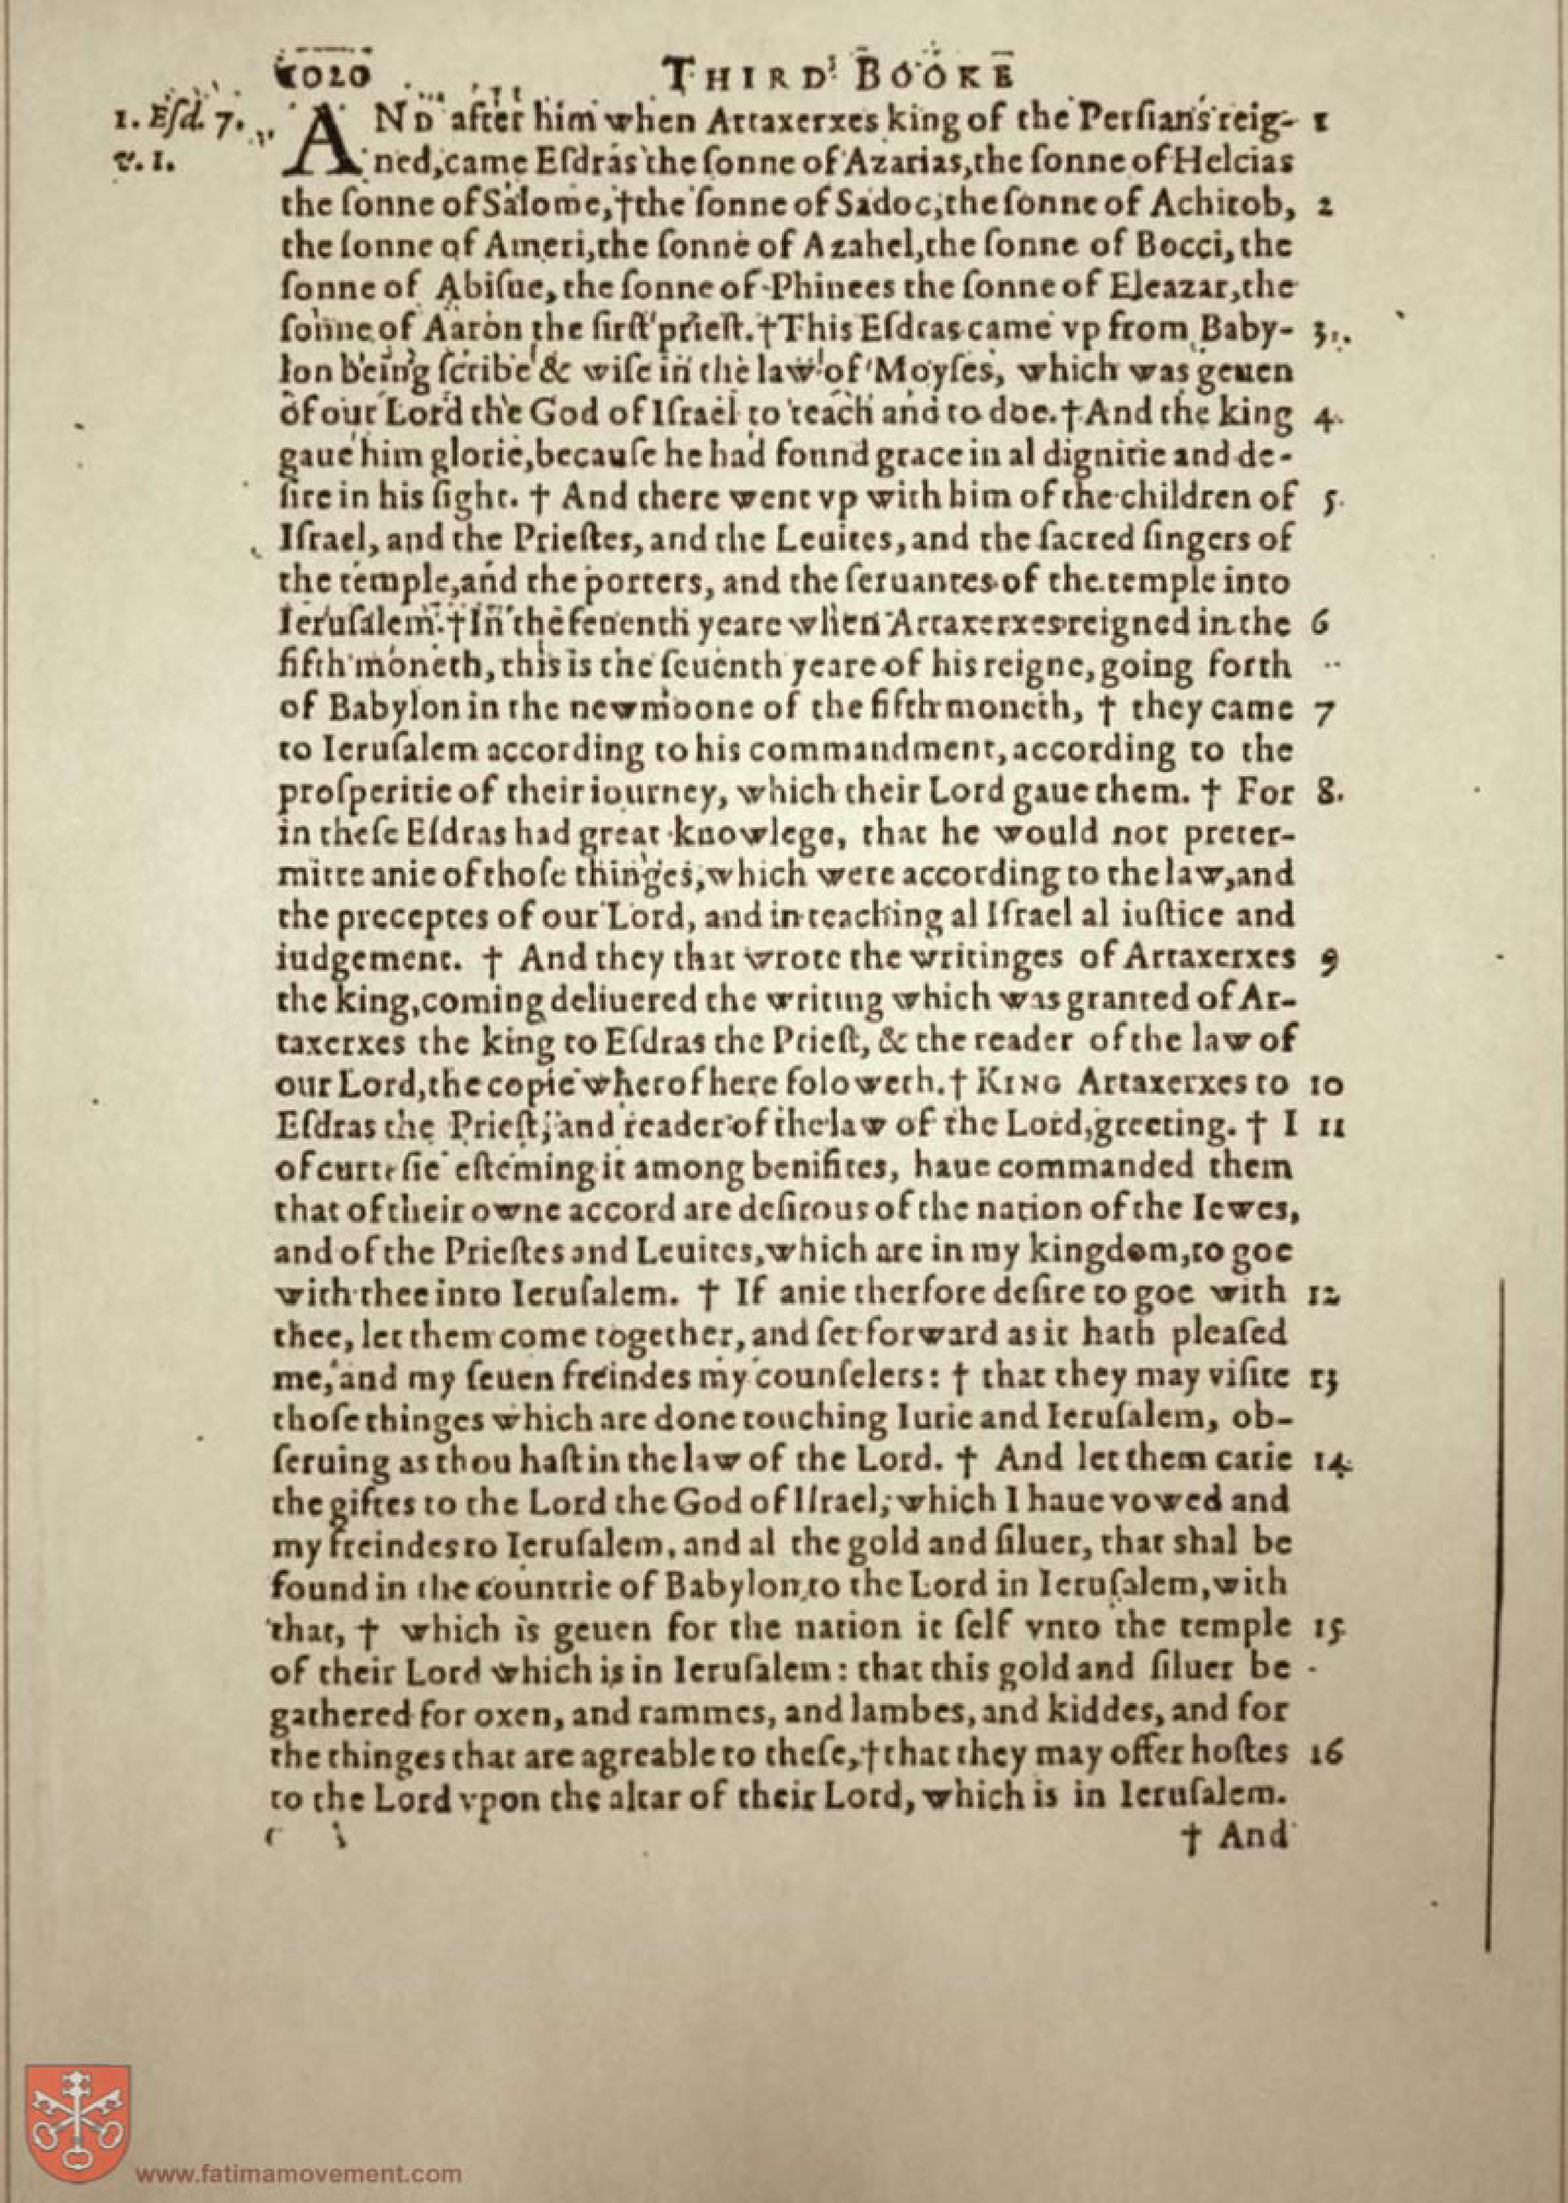 1020 THIRD BOOKE
1. Eſd. 7.
v. 1.
AND after him when Artaxerxes king of the Perſians reig- 1
ned, came Eſdras the ſonne of Azarias, the ſonne of Helcias
the ſonne of Salome, †the ſonne of Sadoc, the ſonne of Achitob, 2
the ſonne of Ameri, the ſonne of Azahel, the ſonne of Bocci, the
ſonne of Abiſue, the ſonne of Phinees the ſonne of Eleazar, the
ſonne of Aaron the firſt prieſt. †This Eſdras came vp from Baby- 3
lon being ſcribe & wiſe in the law of Moyſes, which was geuen
of our Lord the God of Iſrael to teach and to doe. † And the king 4
gaue him glorie, becauſe he had found grace in al dignitie and de-
ſire in his ſight. † And there went vp with him of the children of 5
Iſrael, and the Prieſtes, and the Leuites, and the ſacred ſingers of
the temple, and the porters, and the ſeruantes of the temple into
Ieruſalem. † In the ſeuenth yeare when Artaxerxes reigned in the 6
fifth moneth, this is the ſeuenth yeare of his reigne, going forth
of Babylon in the newmoone of the fifth moneth, † they came 7
to Ieruſalem according to his commandment, according to the
proſperitie of their iourney, which their Lord gaue them. † For 8
in theſe Eſdras had great knowlege, that he would not preter-
mitte anie of thoſe thinges, which were according to the law, and
the preceptes of our Lord, and in teaching al Iſrael al iuſtice and
iudgement. † And they that wrote the writinges of Artaxerxes 9
the king, coming deliuered the writing which was granted of Ar-
taxerxes the king to Eſdras the Prieſt, & the reader of the law of
our Lord, the copie wherof here foloweth. † KING Artaxerxes to 10
Eſdras the Prieſt, and reader of the law of the Lord, greeting. † I 11
of curteſie eſteming it among benifites, haue commanded them
that of their owne accord are deſirous of the nation of the Iewes,
and of the Prieſtes and Leuites, which are in my kingdom, to goe
with thee into Ieruſalem. † If anie therfore deſire to goe with 12
thee, let them come together, and ſet forward as it hath pleaſed
me, and my ſeuen freindes my counſelers: † that they may viſite 13
thoſe thinges which are done touching Iurie and Ieruſalem, ob-
ſeruing as thou haſt in the law of the Lord. † And let them carie 14
the giftes to the Lord the God of Iſrael, which I haue vowed and
my freindes to Ieruſalem, and al the gold and ſiluer, that shal be
found in the countrie of Babylon, to the Lord in Ieruſalem, with
that, † which is geuen for the nation it ſelf vnto the temple 15
of their Lord which is in Ieruſalem: that this gold and ſiluer be
gathered for oxen, and rammes, and lambes, and kiddes, and for
the thinges that are agreable to theſe, † that they may offer hoſtes 16
to the Lord vpon the altar of their Lord, which is in Ieruſalem.
† And
www.fatimamovement.com